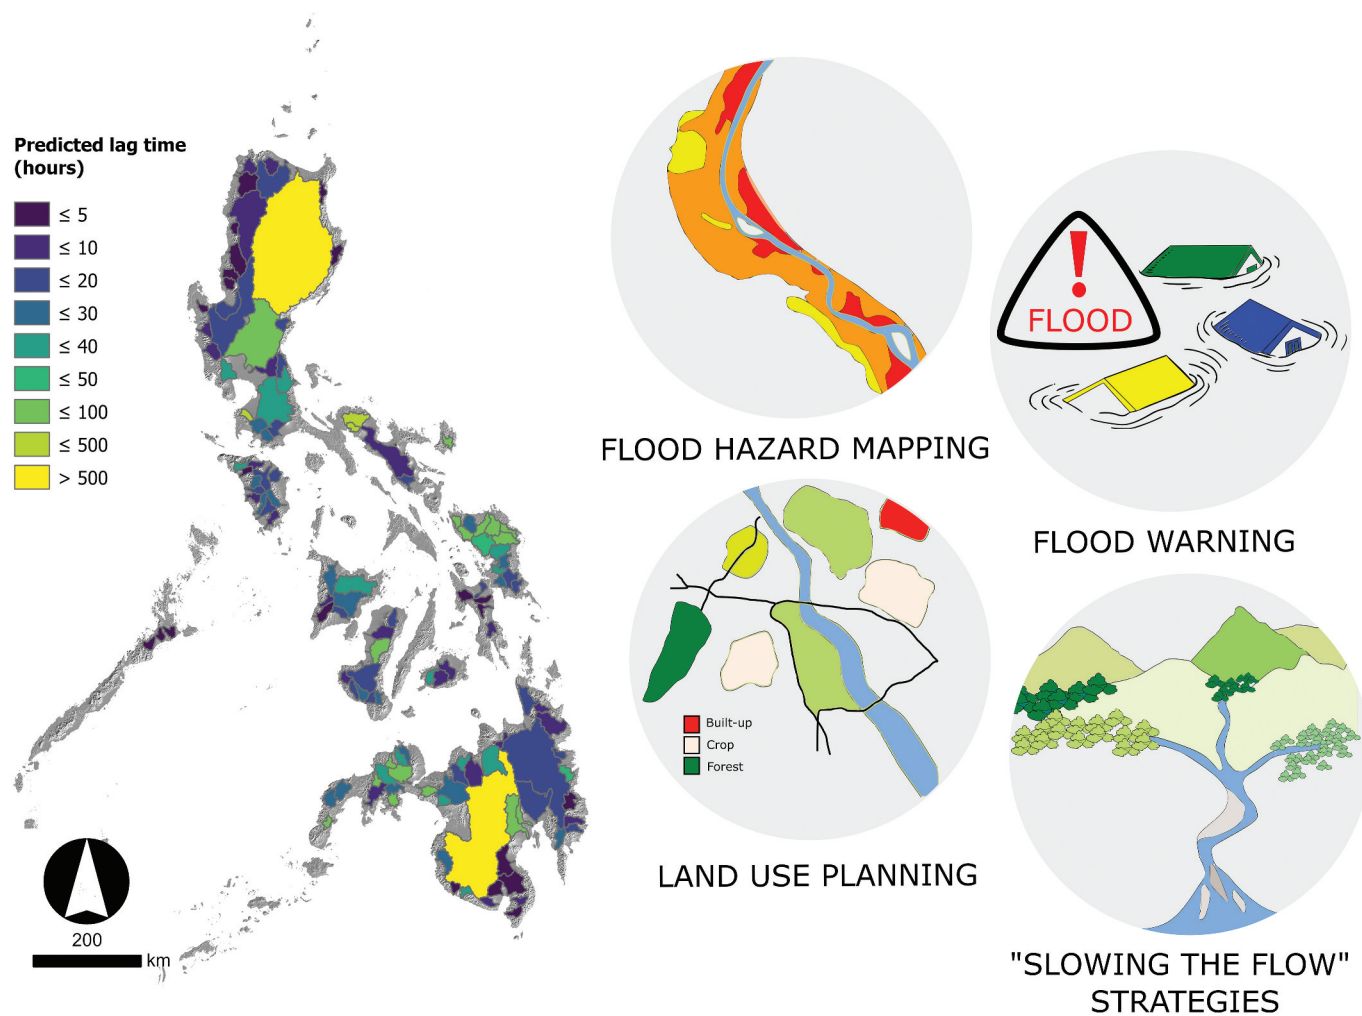 Predicted lag time
(hours)
≤ 5
≤ 10
≤ 20
≤ 30
≤ 40
≤ 50
≤ 100
≤ 500
> 500
200
km
FLOOD HAZARD MAPPING
FLOOD
FLOOD WARNING
Built-up
Crop
Forest
LAND USE PLANNING
"SLOWING THE FLOW"
STRATEGIES